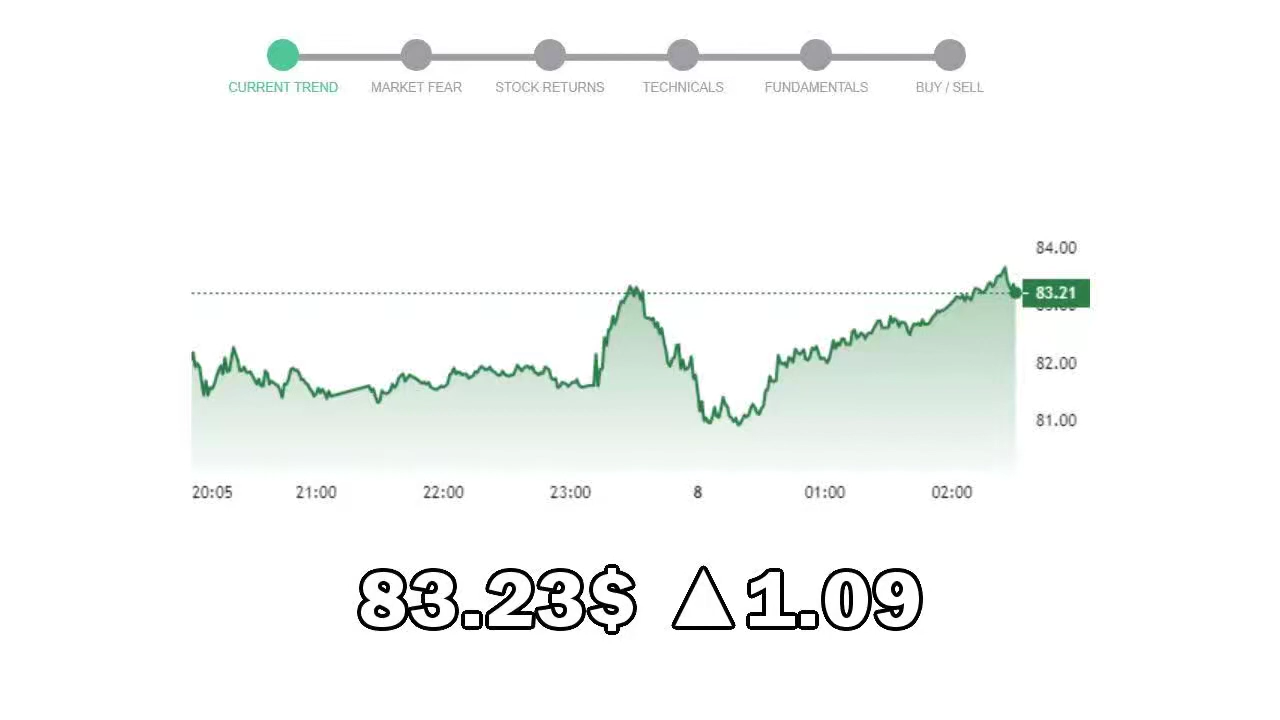 CURRENT TREND MARKET FEAR STOCK RETURNS TECHNICALS FUNDAMENTALS BUY / SELL
84.00
83.21
82.00
81.00
20:05 21:00 22:00 23:00 8 01:00 02:00
83.23$ ▲1.09